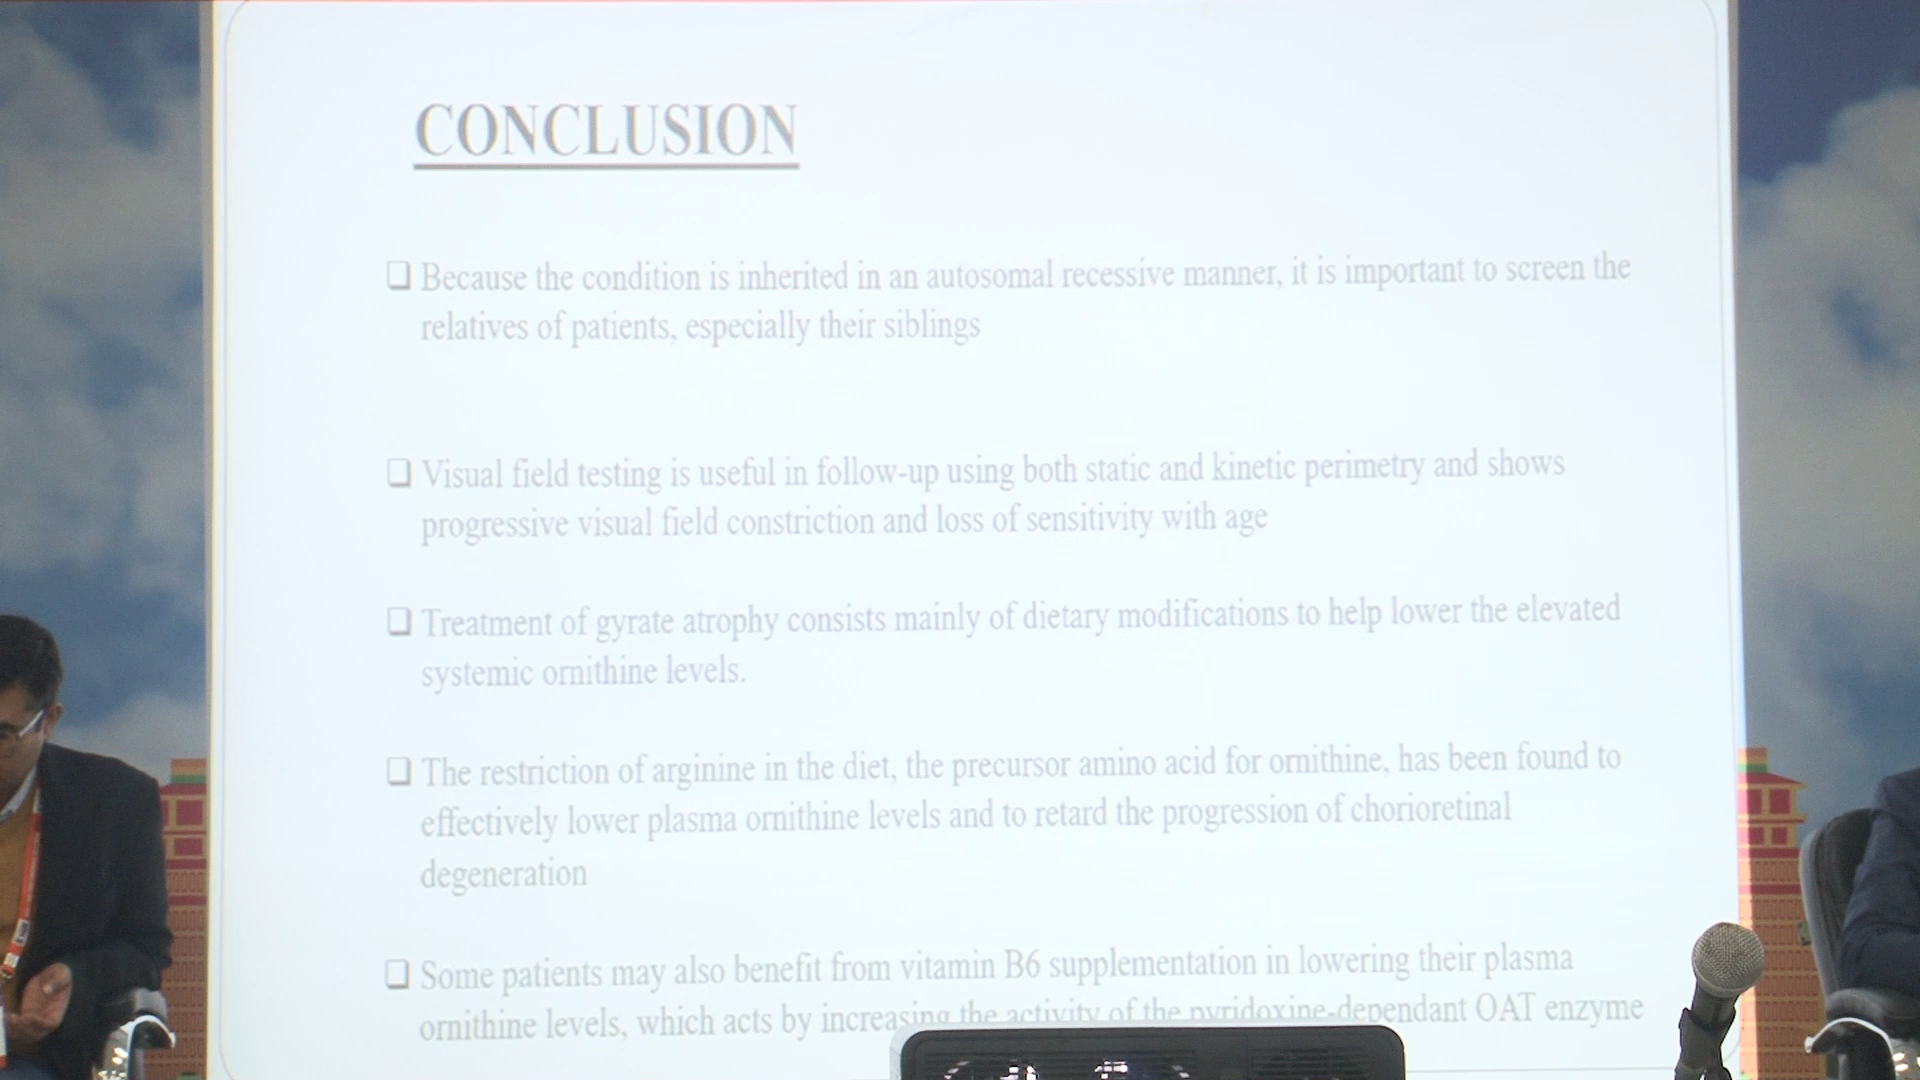 CONCLUSION
❑ Because the condition is inherited in an autosomal recessive manner, it is important to screen the
relatives of patients, especially their siblings
❑ Visual field testing is useful in follow-up using both static and kinetic perimetry and shows
progressive visual field constriction and loss of sensitivity with age
❑ Treatment of gyrate atrophy consists mainly of dietary modifications to help lower the elevated
systemic ornithine levels.
❑ The restriction of arginine in the diet, the precursor amino acid for ornithine, has been found to
effectively lower plasma ornithine levels and to retard the progression of chorioretinal
degeneration
❑ Some patients may also benefit from vitamin B6 supplementation in lowering their plasma
ornithine levels, which acts by increasing the activity of the pyridoxine-dependant OAT enzyme